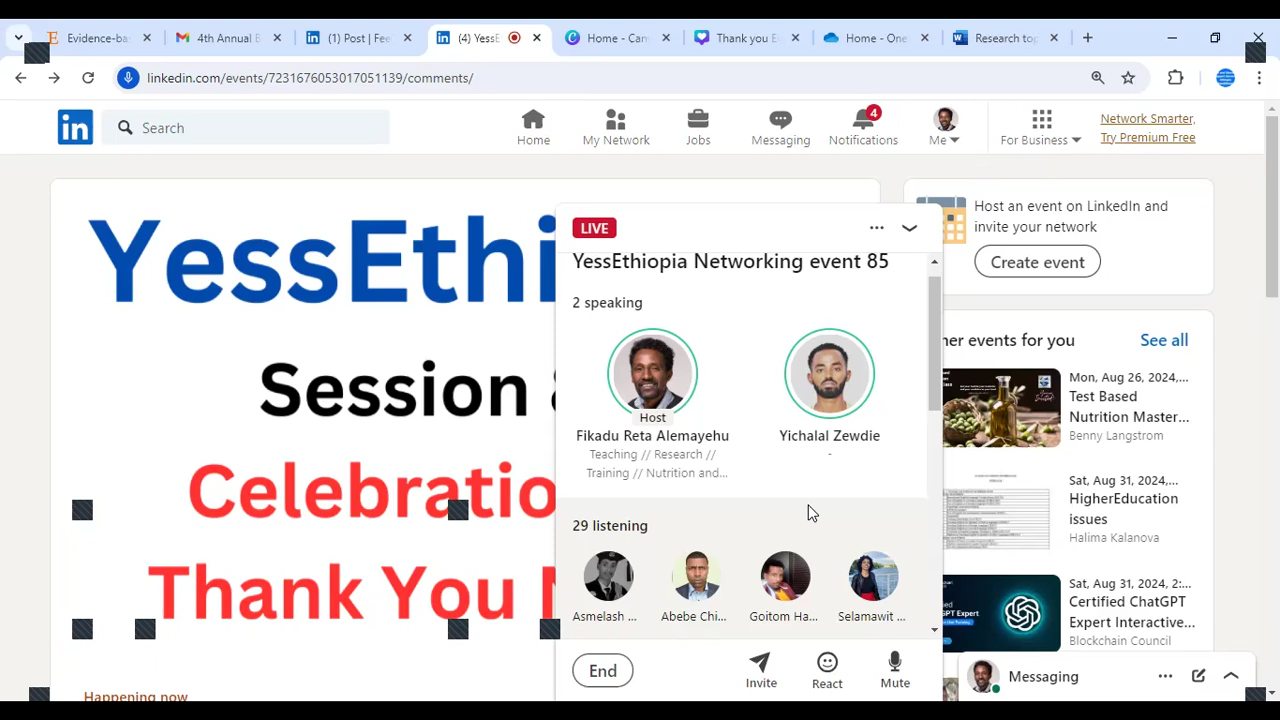 Evidence-bas
4th Annual B
(1) Post | Fee
(4) YessE
Home - Can
Thank you E
Home - One
Research top
linkedin.com/events/7231676053017051139/comments/
in
Search
Home
My Network
Jobs
Messaging
4
Notifications
Me
For Business
Network Smarter,
Try Premium Free
YessEthi
Session
Celebratio
Thank You
Happening now
LIVE
YessEthiopia Networking event 85
2 speaking
Host
Fikadu Reta Alemayehu
Teaching // Research //
Training // Nutrition and...
Yichalal Zewdie
-
29 listening
Asmelash ...
Abebe Chi...
Goitom Ha...
Selamawit ...
End
Invite
React
Mute
Host an event on LinkedIn and
invite your network
Create event
her events for you
See all
Mon, Aug 26, 2024,...
Test Based
Nutrition Master...
Benny Langstrom
Sat, Aug 31, 2024,...
HigherEducation
issues
Halima Kalanova
Sat, Aug 31, 2024, 2:...
Certified ChatGPT
Expert Interactive...
Blockchain Council
Messaging